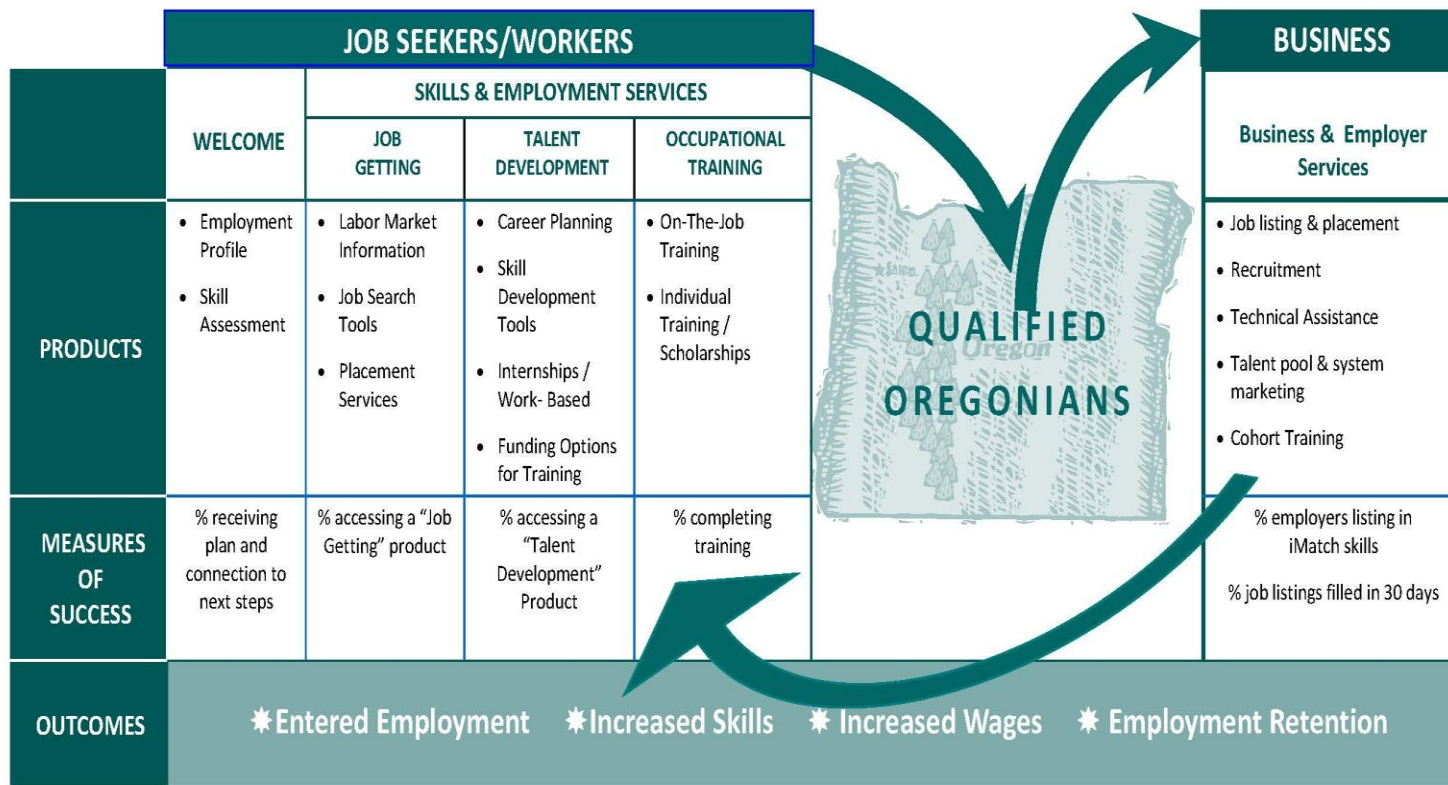 JOB SEEKERS/WORKERS
BUSINESS
SKILLS & EMPLOYMENT SERVICES
WELCOME
JOB
GETTING
TALENT
DEVELOPMENT
OCCUPATIONAL
TRAINING
Business & Employer
Services
PRODUCTS
• Employment
Profile
• Skill
Assessment
• Labor Market
Information
• Job Search
Tools
• Placement
Services
• Career Planning
• Skill
Development
Tools
• Internships /
Work- Based
• Funding Options
for Training
• On-The-Job
Training
• Individual
Training /
Scholarships
Salem
Oregon
QUALIFIED
OREGONIANS
• Job listing & placement
• Recruitment
• Technical Assistance
• Talent pool & system
marketing
• Cohort Training
MEASURES
OF
SUCCESS
% receiving
plan and
connection to
next steps
% accessing a “Job
Getting” product
% accessing a
“Talent
Development”
Product
% completing
training
% employers listing in
iMatch skills
% job listings filled in 30 days
OUTCOMES
✷Entered Employment ✷Increased Skills ✷ Increased Wages ✷ Employment Retention